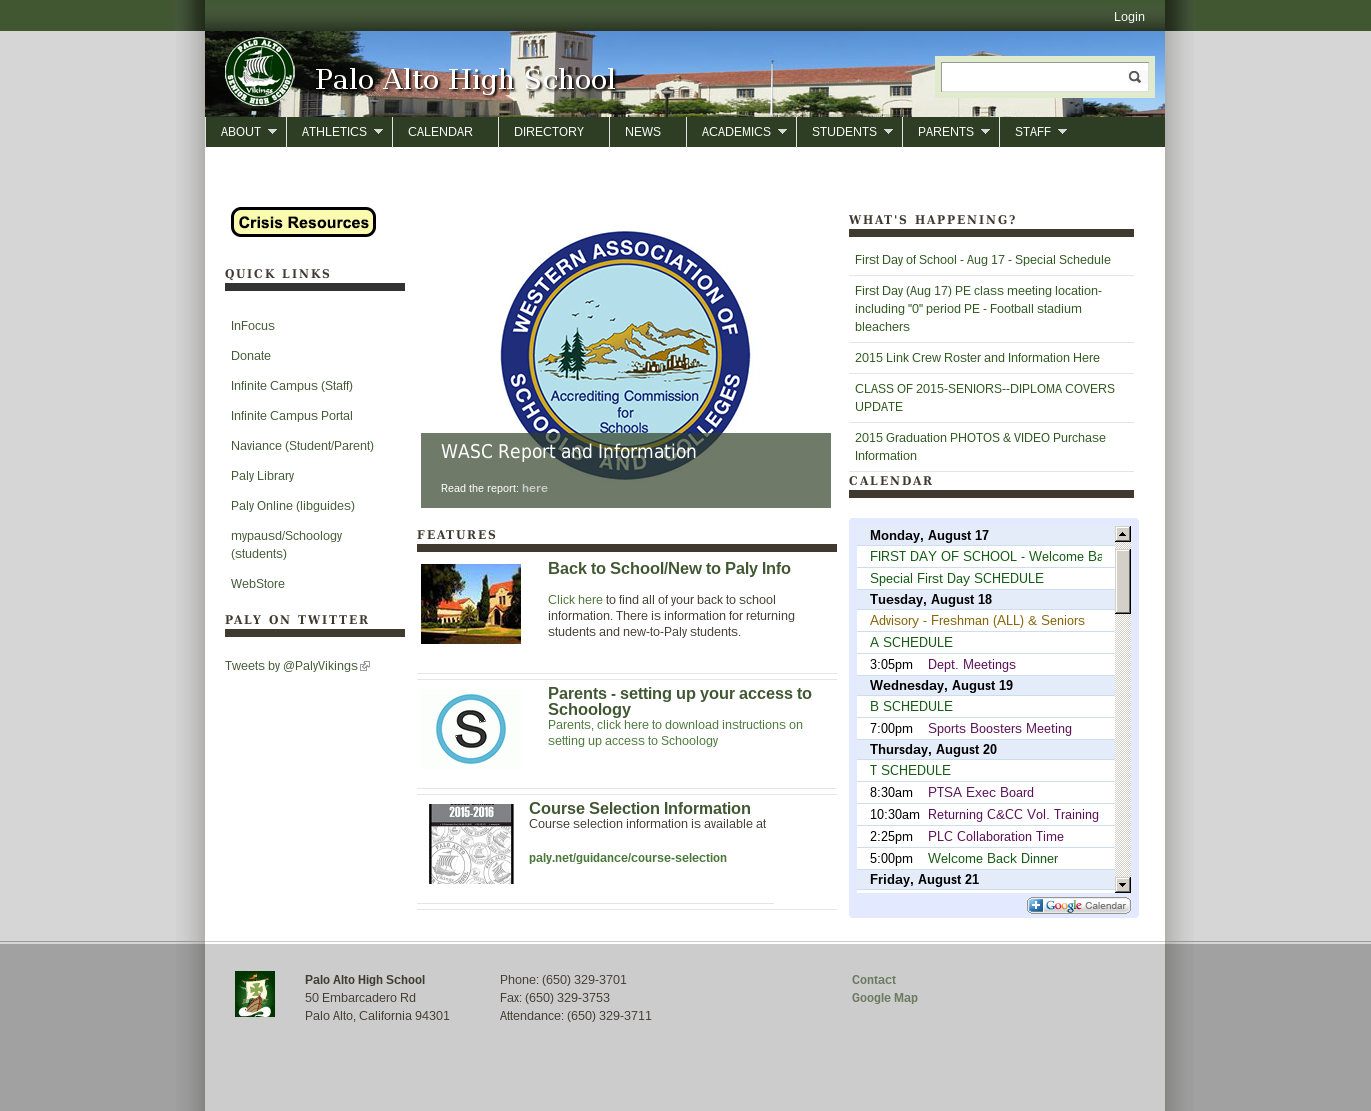 Login
PALO ALTO
SENIOR HIGH SCHOOL
Vikings
Palo Alto High School
ABOUT
ATHLETICS
CALENDAR
DIRECTORY
NEWS
ACADEMICS
STUDENTS
PARENTS
STAFF
Crisis Resources
QUICK LINKS
InFocus
Donate
Infinite Campus (Staff)
Infinite Campus Portal
Naviance (Student/Parent)
Paly Library
Paly Online (libguides)
mypausd/Schoology
(students)
WebStore
PALY ON TWITTER
Tweets by @PalyVikings
WESTERN ASSOCIATION OF
SCHOOLS AND COLLEGES
Accrediting Commission
for
Schools
WASC Report and Information
Read the report: here
FEATURES
Back to School/New to Paly Info
Click here to find all of your back to school
information. There is information for returning
students and new-to-Paly students.
S
Parents - setting up your access to
Schoology
Parents, click here to download instructions on
setting up access to Schoology
2015-2016
Course Selection Information
Course selection information is available at
paly.net/guidance/course-selection
WHAT'S HAPPENING?
First Day of School - Aug 17 - Special Schedule
First Day (Aug 17) PE class meeting location-
including "0" period PE - Football stadium
bleachers
2015 Link Crew Roster and Information Here
CLASS OF 2015-SENIORS--DIPLOMA COVERS
UPDATE
2015 Graduation PHOTOS & VIDEO Purchase
Information
CALENDAR
Monday, August 17
FIRST DAY OF SCHOOL - Welcome Ba
Special First Day SCHEDULE
Tuesday, August 18
Advisory - Freshman (ALL) & Seniors
A SCHEDULE
3:05pm Dept. Meetings
Wednesday, August 19
B SCHEDULE
7:00pm Sports Boosters Meeting
Thursday, August 20
T SCHEDULE
8:30am PTSA Exec Board
10:30am Returning C&CC Vol. Training
2:25pm PLC Collaboration Time
5:00pm Welcome Back Dinner
Friday, August 21
Google Calendar
Palo Alto High School
50 Embarcadero Rd
Palo Alto, California 94301
Phone: (650) 329-3701
Fax: (650) 329-3753
Attendance: (650) 329-3711
Contact
Google Map